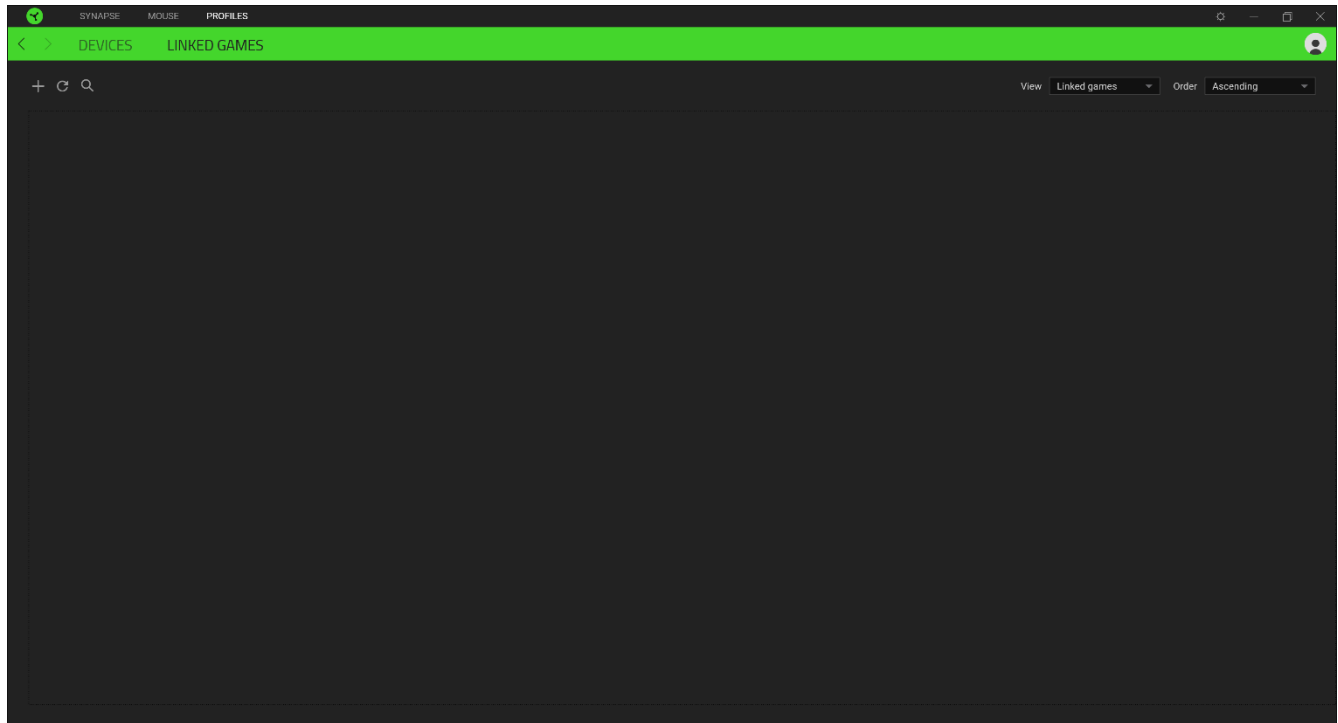 SYNAPSE MOUSE PROFILES
DEVICES LINKED GAMES
View Linked games Order Ascending